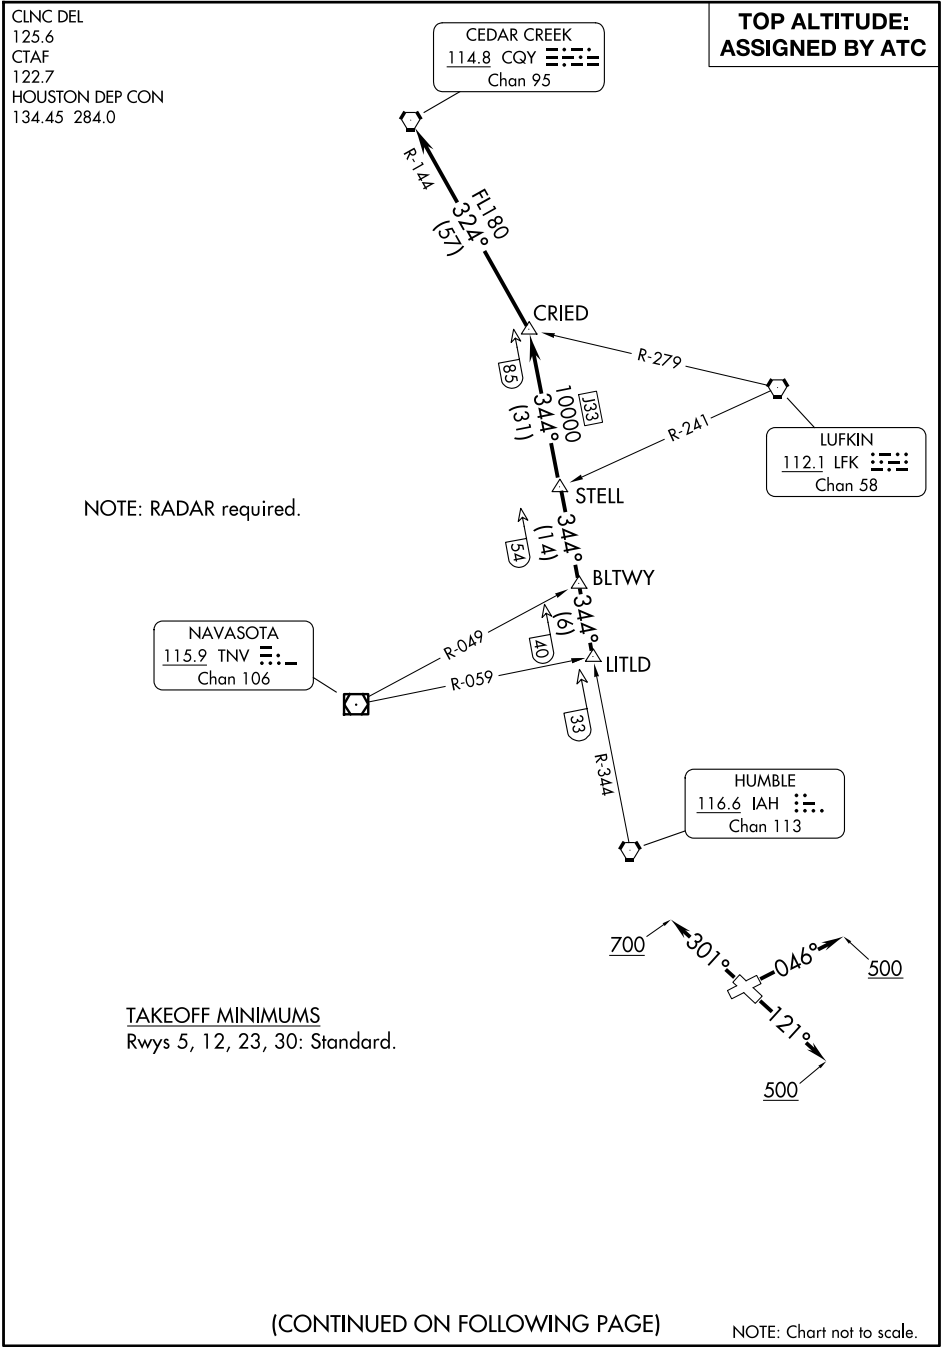 CLNC DEL
125.6
CTAF
122.7
HOUSTON DEP CON
134.45 284.0
TOP ALTITUDE:
ASSIGNED BY ATC
CEDAR CREEK
114.8 CQY
Chan 95
R-144
FL180
324°
(57)
CRIED
85
R-279
J33
10000
344°
(31)
R-241
LUFKIN
112.1 LFK
Chan 58
STELL
NOTE: RADAR required.
54
344°
(14)
BLTWY
NAVASOTA
115.9 TNV
Chan 106
R-049
40
344°
(6)
LITLD
R-059
33
R-344
HUMBLE
116.6 IAH
Chan 113
700
301°
046°
500
121°
500
TAKEOFF MINIMUMS
Rwys 5, 12, 23, 30: Standard.
(CONTINUED ON FOLLOWING PAGE)
NOTE: Chart not to scale.